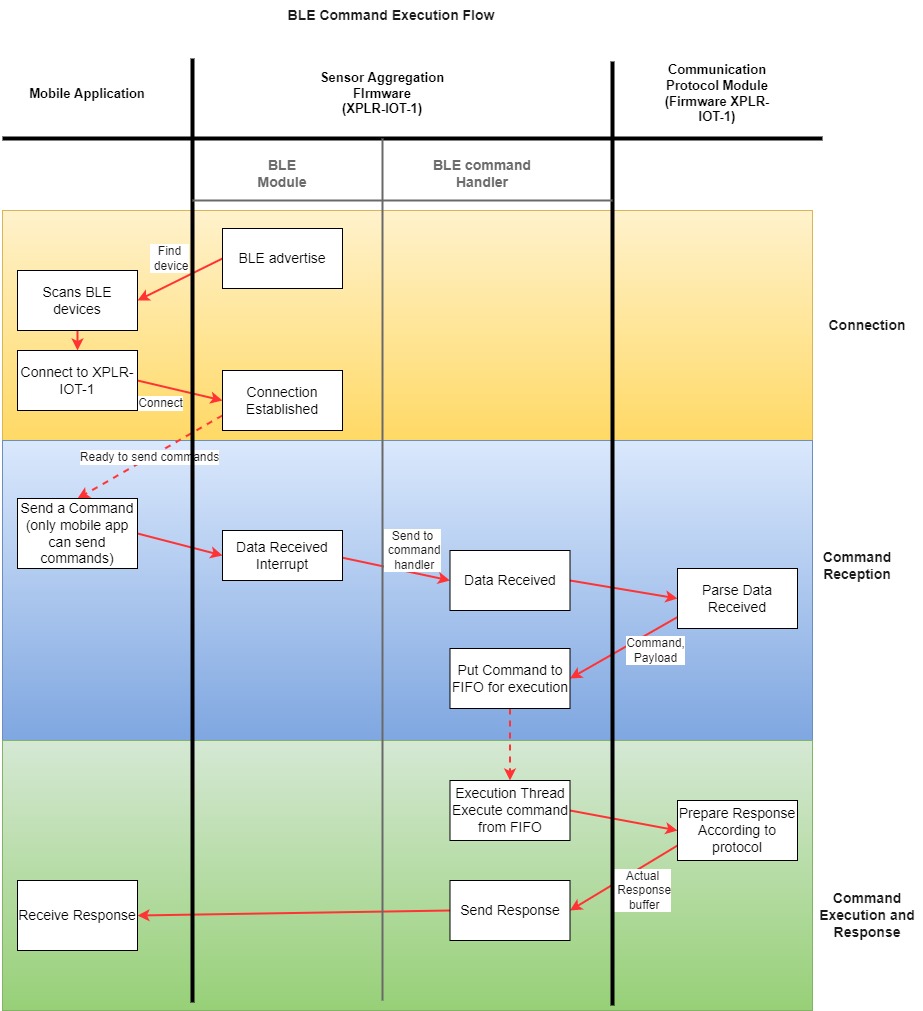 BLE Command Execution Flow
Mobile Application
Sensor Aggregation
FIrmware
(XPLR-IOT-1)
Communication
Protocol Module
(Firmware XPLR-
IOT-1)
BLE
Module
BLE command
Handler
BLE advertise
Find
device
Scans BLE
devices
Connect to XPLR-
IOT-1
Connect
Connection
Established
Connection
Ready to send commands
Send a Command
(only mobile app
can send
commands)
Data Received
Interrupt
Send to
command
handler
Data Received
Parse Data
Received
Command
Reception
Command,
Payload
Put Command to
FIFO for execution
Execution Thread
Execute command
from FIFO
Prepare Response
According to
protocol
Actual
Response
buffer
Send Response
Receive Response
Command
Execution and
Response